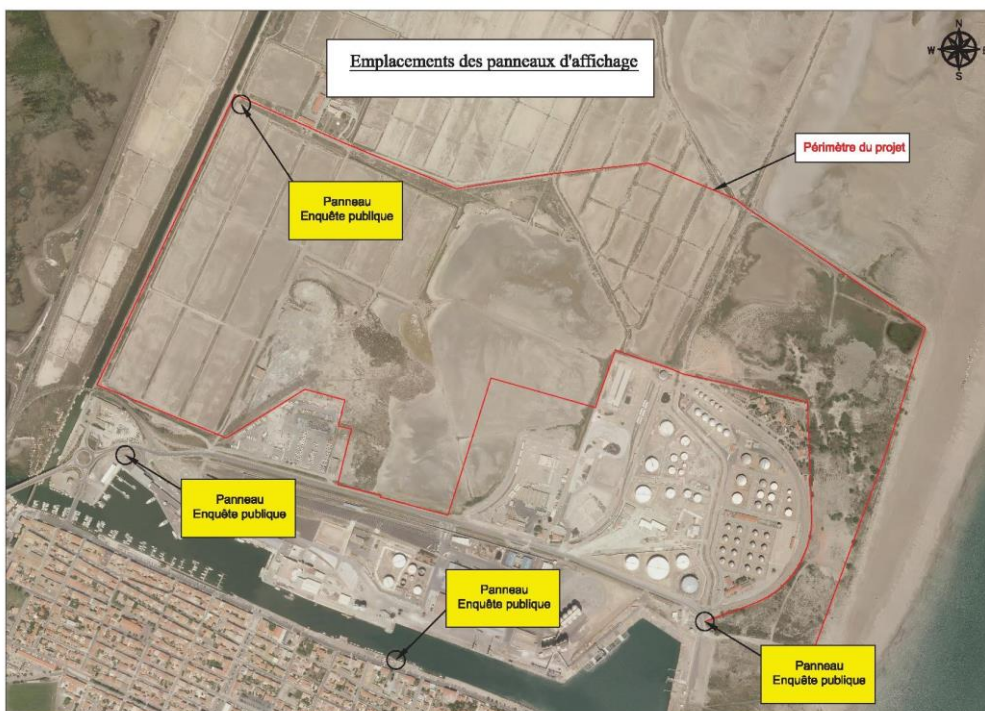 Emplacements des panneaux d'affichage
N
W
E
S
Périmètre du projet
Panneau
Enquête publique
Panneau
Enquête publique
Panneau
Enquête publique
Panneau
Enquête publique